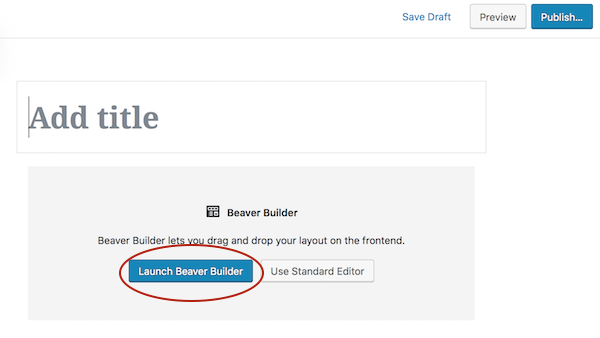 Save Draft Preview Publish...
Add title
Beaver Builder
Beaver Builder lets you drag and drop your layout on the frontend.
Launch Beaver Builder Use Standard Editor